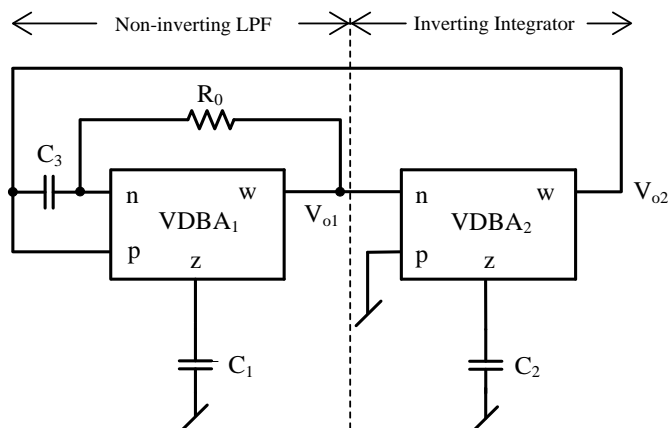 Non-inverting LPF
Inverting Integrator
R₀
C₃
n
w
VDBA₁
p
z
Vₒ₁
n
w
VDBA₂
p
z
Vₒ₂
C₁
C₂